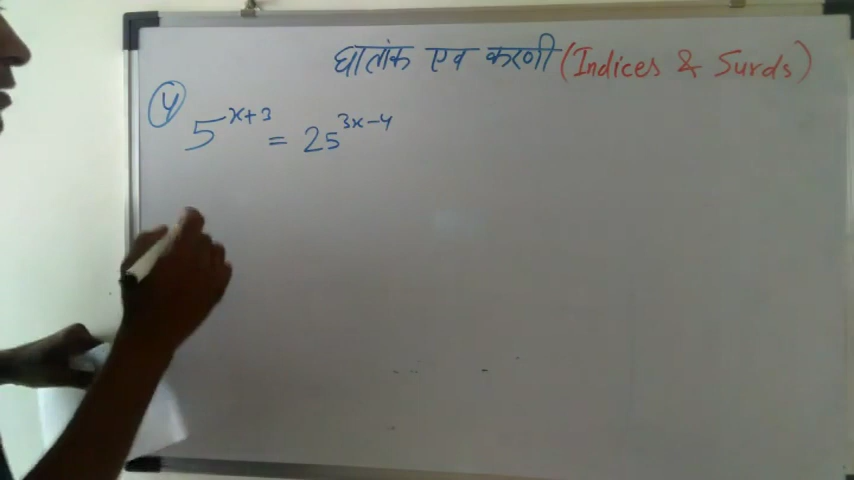 घातांक एव करणी (Indices & Surds)
(4) 5^{x+3} = 25^{3x-4}